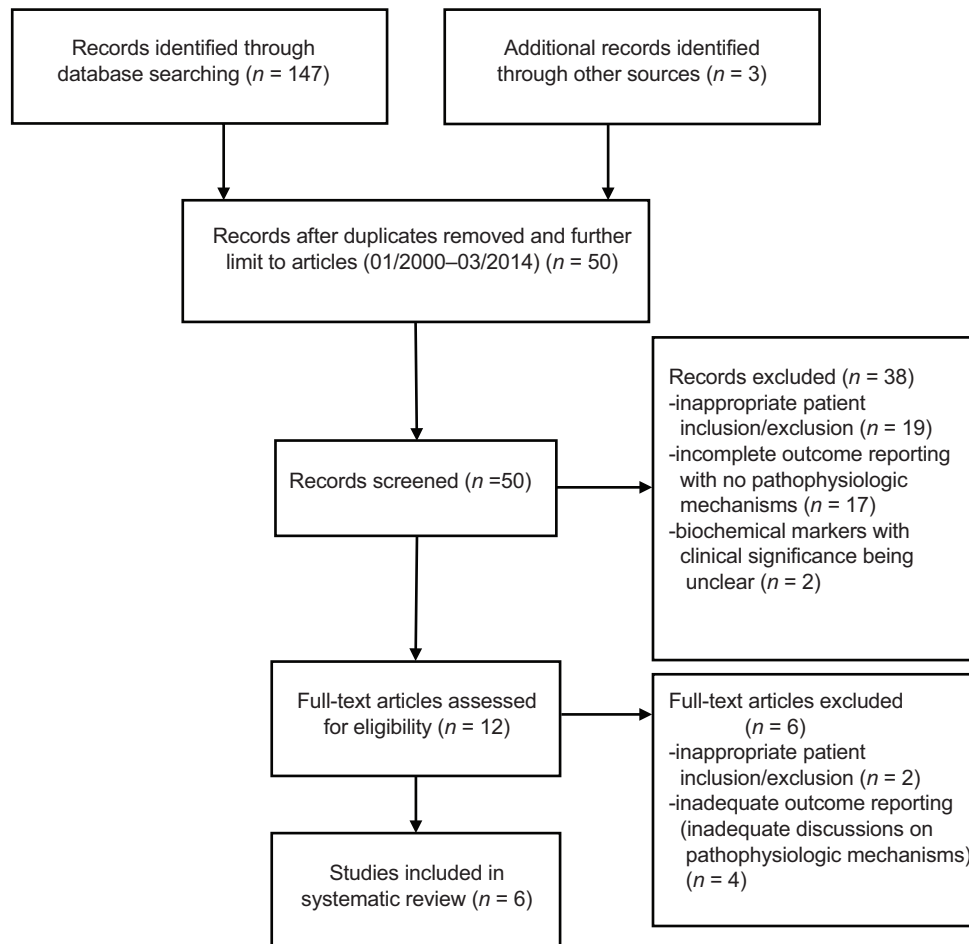 Records identified through
database searching (n = 147)
Additional records identified
through other sources (n = 3)
Records after duplicates removed and further
limit to articles (01/2000–03/2014) (n = 50)
Records screened (n =50)
Records excluded (n = 38)
-inappropriate patient
inclusion/exclusion (n = 19)
-incomplete outcome reporting
with no pathophysiologic
mechanisms (n = 17)
-biochemical markers with
clinical significance being
unclear (n = 2)
Full-text articles assessed
for eligibility (n = 12)
Full-text articles excluded
(n = 6)
-inappropriate patient
inclusion/exclusion (n = 2)
-inadequate outcome reporting
(inadequate discussions on
pathophysiologic mechanisms)
(n = 4)
Studies included in
systematic review (n = 6)